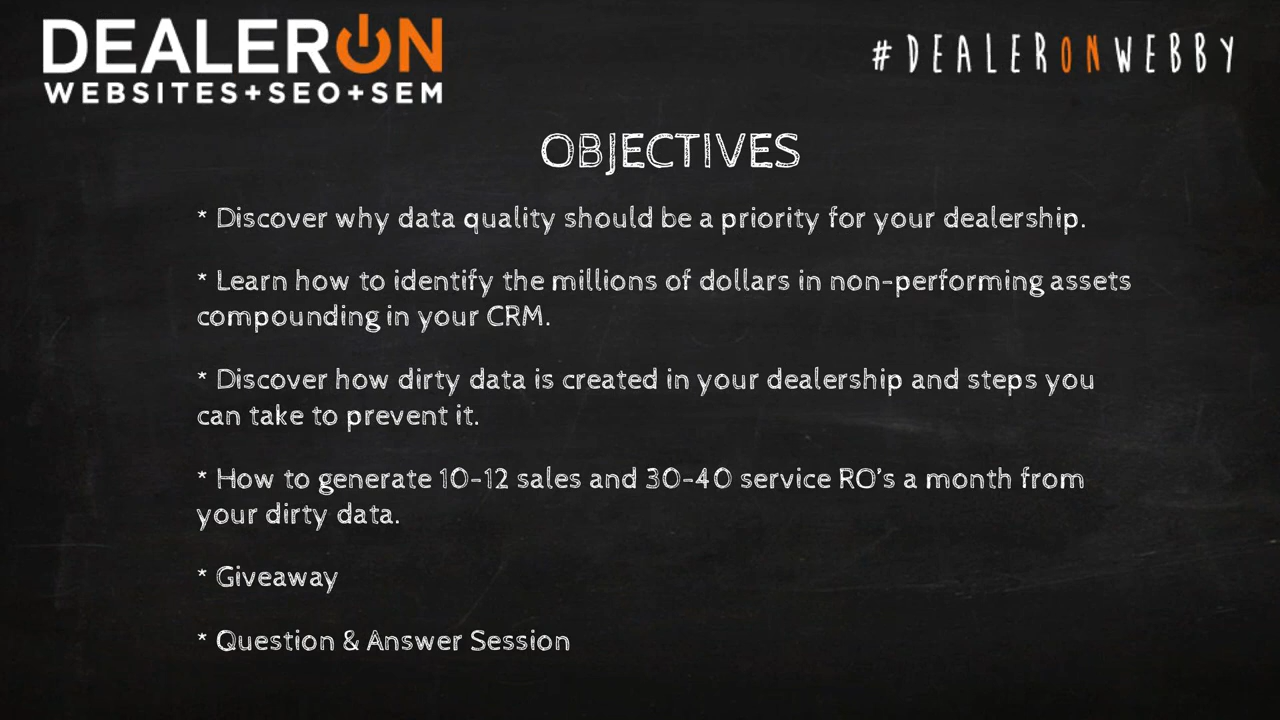 DEALERON
WEBSITES+SEO+SEM
#DEALERONWEBBY
OBJECTIVES
* Discover why data quality should be a priority for your dealership.
* Learn how to identify the millions of dollars in non-performing assets
compounding in your CRM.
* Discover how dirty data is created in your dealership and steps you
can take to prevent it.
* How to generate 10-12 sales and 30-40 service RO's a month from
your dirty data.
* Giveaway
* Question & Answer Session